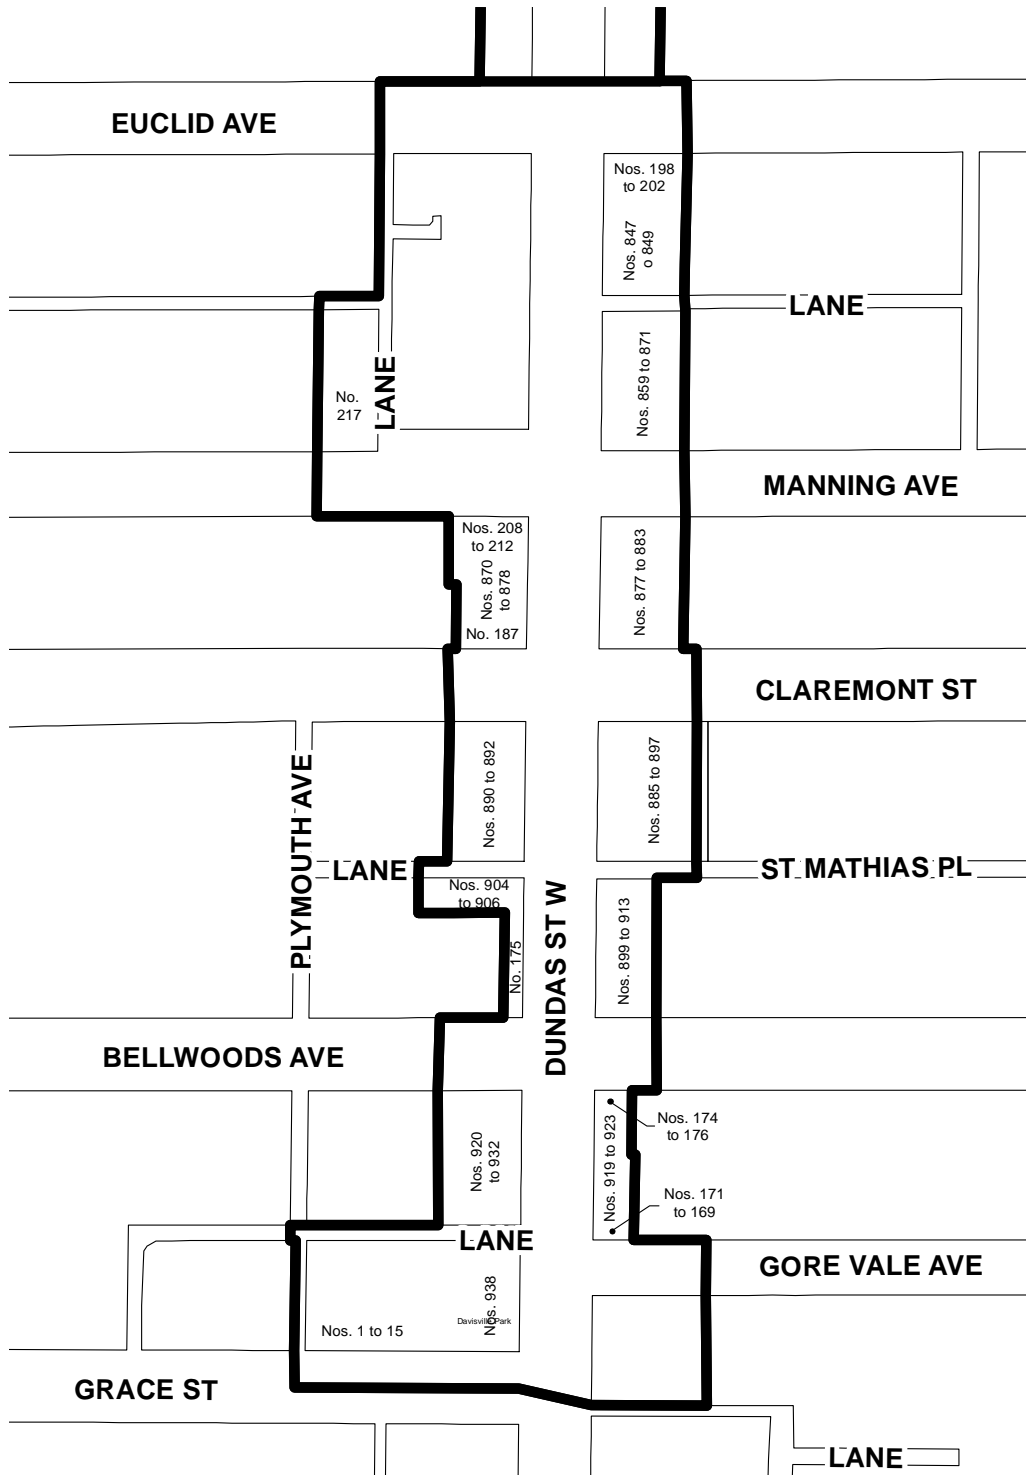 EUCLID AVE
Nos. 198
to 202
Nos. 847
o 849
LANE
Nos. 859 to 871
No.
217
LANE
MANNING AVE
Nos. 208
to 212
Nos. 870
to 878
No. 187
Nos. 877 to 883
CLAREMONT ST
PLYMOUTH AVE
Nos. 890 to 892
Nos. 885 to 897
LANE
ST MATHIAS PL
Nos. 904
to 906
No. 175
DUNDAS ST W
Nos. 899 to 913
BELLWOODS AVE
Nos. 920
to 932
Nos. 919 to 923
Nos. 174
to 176
Nos. 171
to 169
LANE
GORE VALE AVE
Nos. 938
Davisville Park
Nos. 1 to 15
GRACE ST
LANE